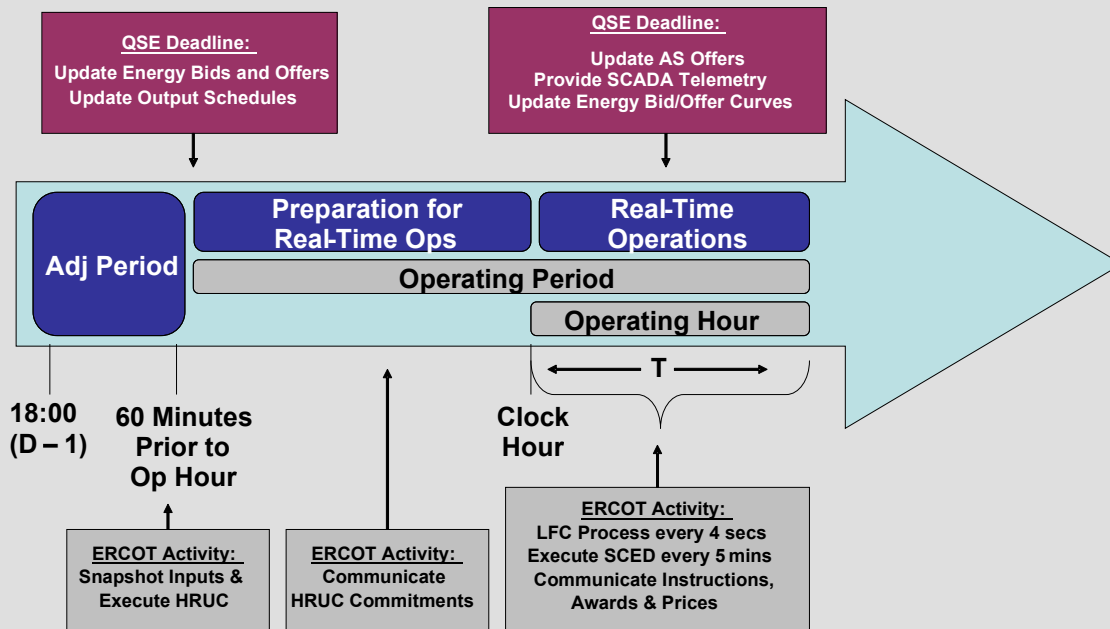 QSE Deadline:
Update Energy Bids and Offers
Update Output Schedules
QSE Deadline:
Update AS Offers
Provide SCADA Telemetry
Update Energy Bid/Offer Curves
Adj Period
Preparation for
Real-Time Ops
Real-Time
Operations
Operating Period
Operating Hour
T
18:00
(D – 1)
60 Minutes
Prior to
Op Hour
Clock
Hour
ERCOT Activity:
Snapshot Inputs &
Execute HRUC
ERCOT Activity:
Communicate
HRUC Commitments
ERCOT Activity:
LFC Process every 4 secs
Execute SCED every 5 mins
Communicate Instructions,
Awards & Prices